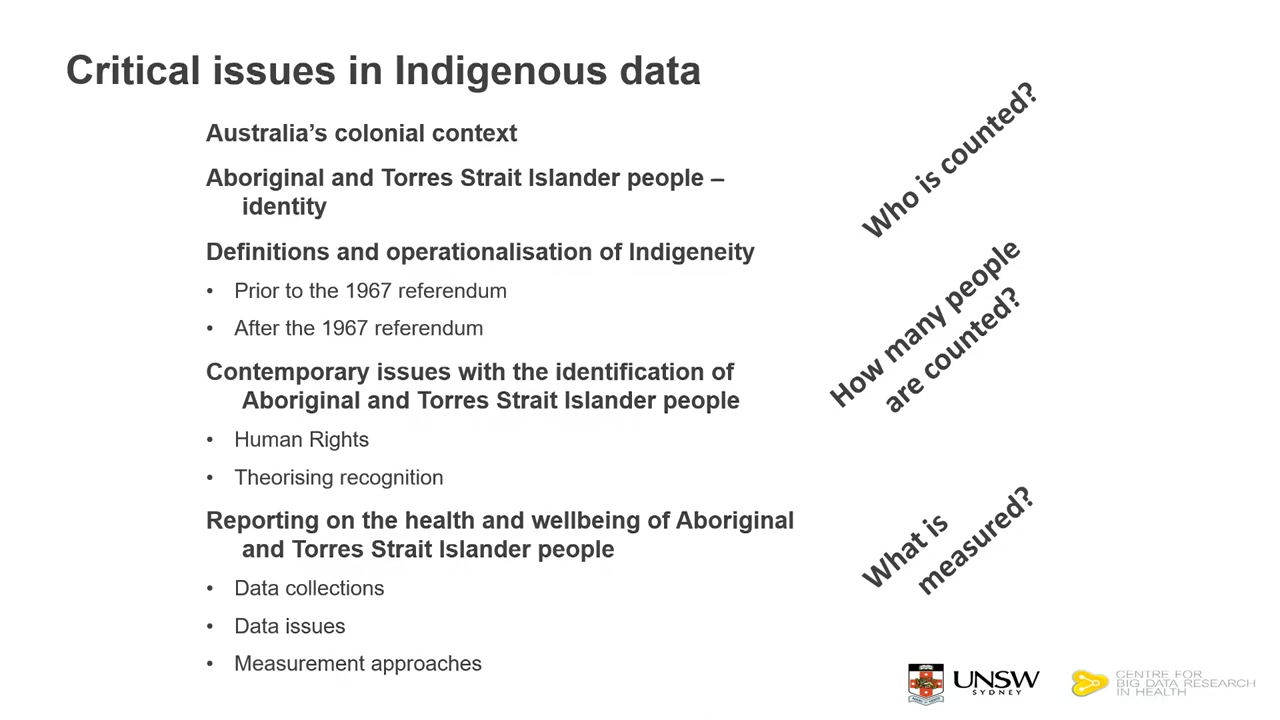 Critical issues in Indigenous data
Australia’s colonial context
Aboriginal and Torres Strait Islander people –
identity
Definitions and operationalisation of Indigeneity
• Prior to the 1967 referendum
• After the 1967 referendum
Contemporary issues with the identification of
Aboriginal and Torres Strait Islander people
• Human Rights
• Theorising recognition
Reporting on the health and wellbeing of Aboriginal
and Torres Strait Islander people
• Data collections
• Data issues
• Measurement approaches
Who is counted?
How many people
are counted?
What is
measured?
UNSW
SYDNEY
CENTRE FOR
BIG DATA RESEARCH
IN HEALTH